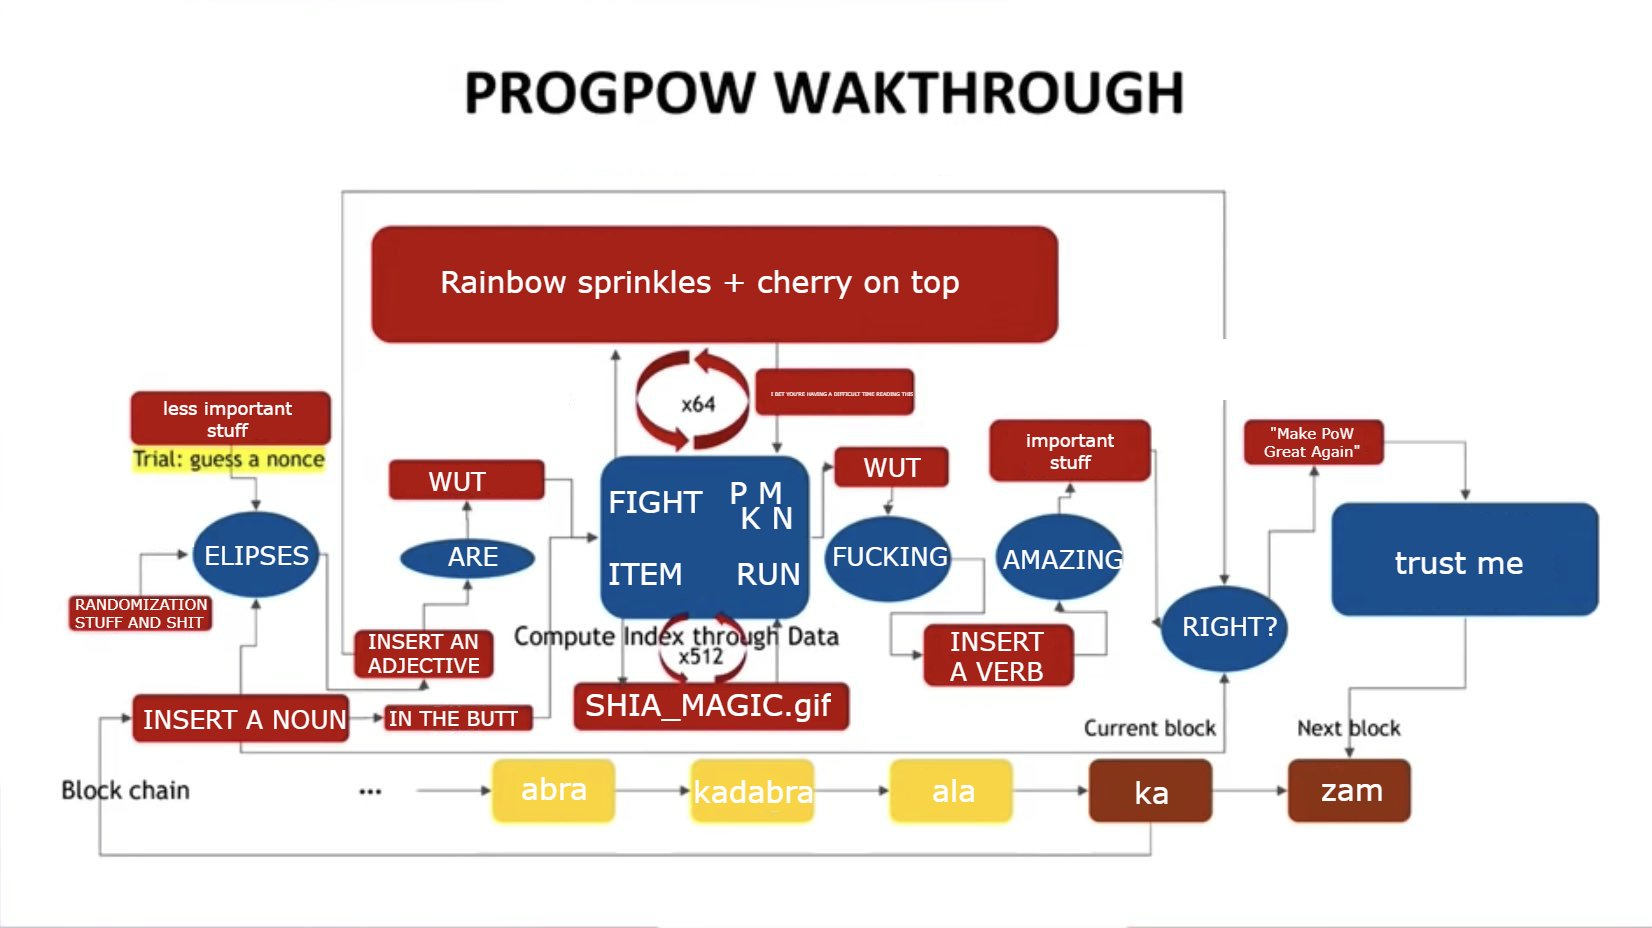 PROGPOW WAKTHROUGH
Rainbow sprinkles + cherry on top
x64
I BET YOU'RE HAVING A DIFFICULT TIME READING THIS
less important
stuff
Trial: guess a nonce
WUT
FIGHT
P M
K N
ITEM
RUN
WUT
important
stuff
"Make PoW
Great Again"
ELIPSES
ARE
FUCKING
AMAZING
trust me
RANDOMIZATION
STUFF AND SHIT
INSERT AN
ADJECTIVE
Compute Index through Data
x512
INSERT
A VERB
RIGHT?
INSERT A NOUN
IN THE BUTT
SHIA_MAGIC.gif
Current block
Next block
Block chain
...
abra
kadabra
ala
ka
zam